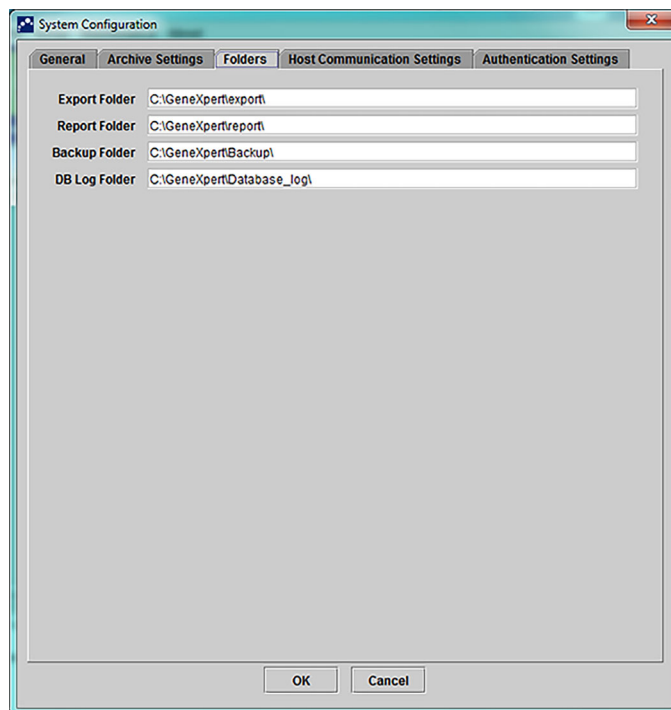 System Configuration
General Archive Settings Folders Host Communication Settings Authentication Settings
Export Folder C:\GeneXpert\export\
Report Folder C:\GeneXpert\report\
Backup Folder C:\GeneXpert\Backup\
DB Log Folder C:\GeneXpert\Database_log\
OK Cancel